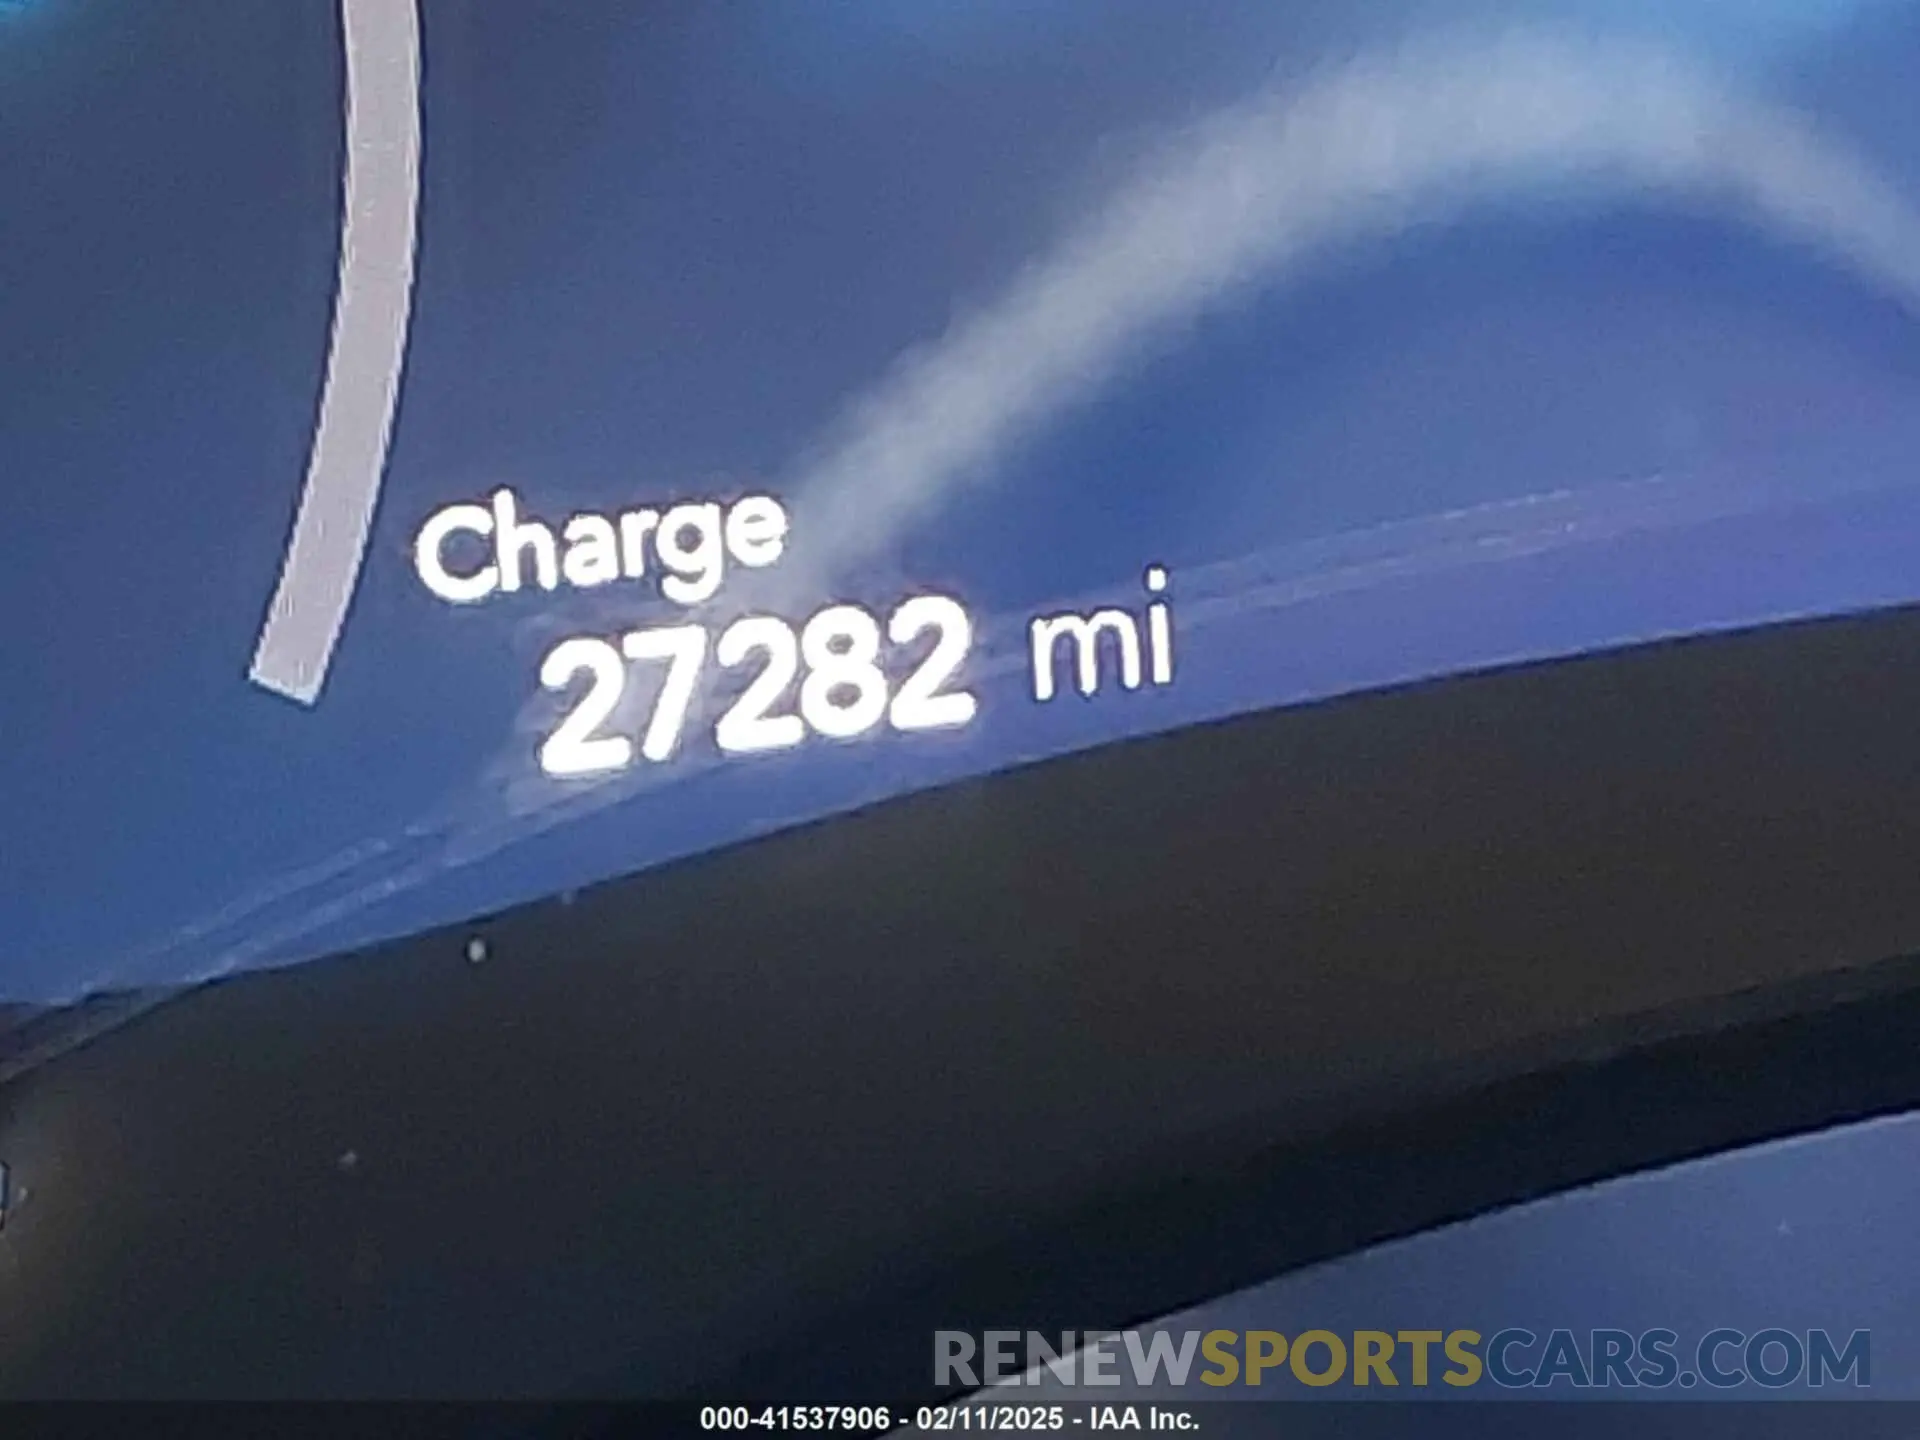 Charge
27282 mi
RENEWSPORTSCARS.COM
000-41537906 - 02/11/2025 - IAA Inc.